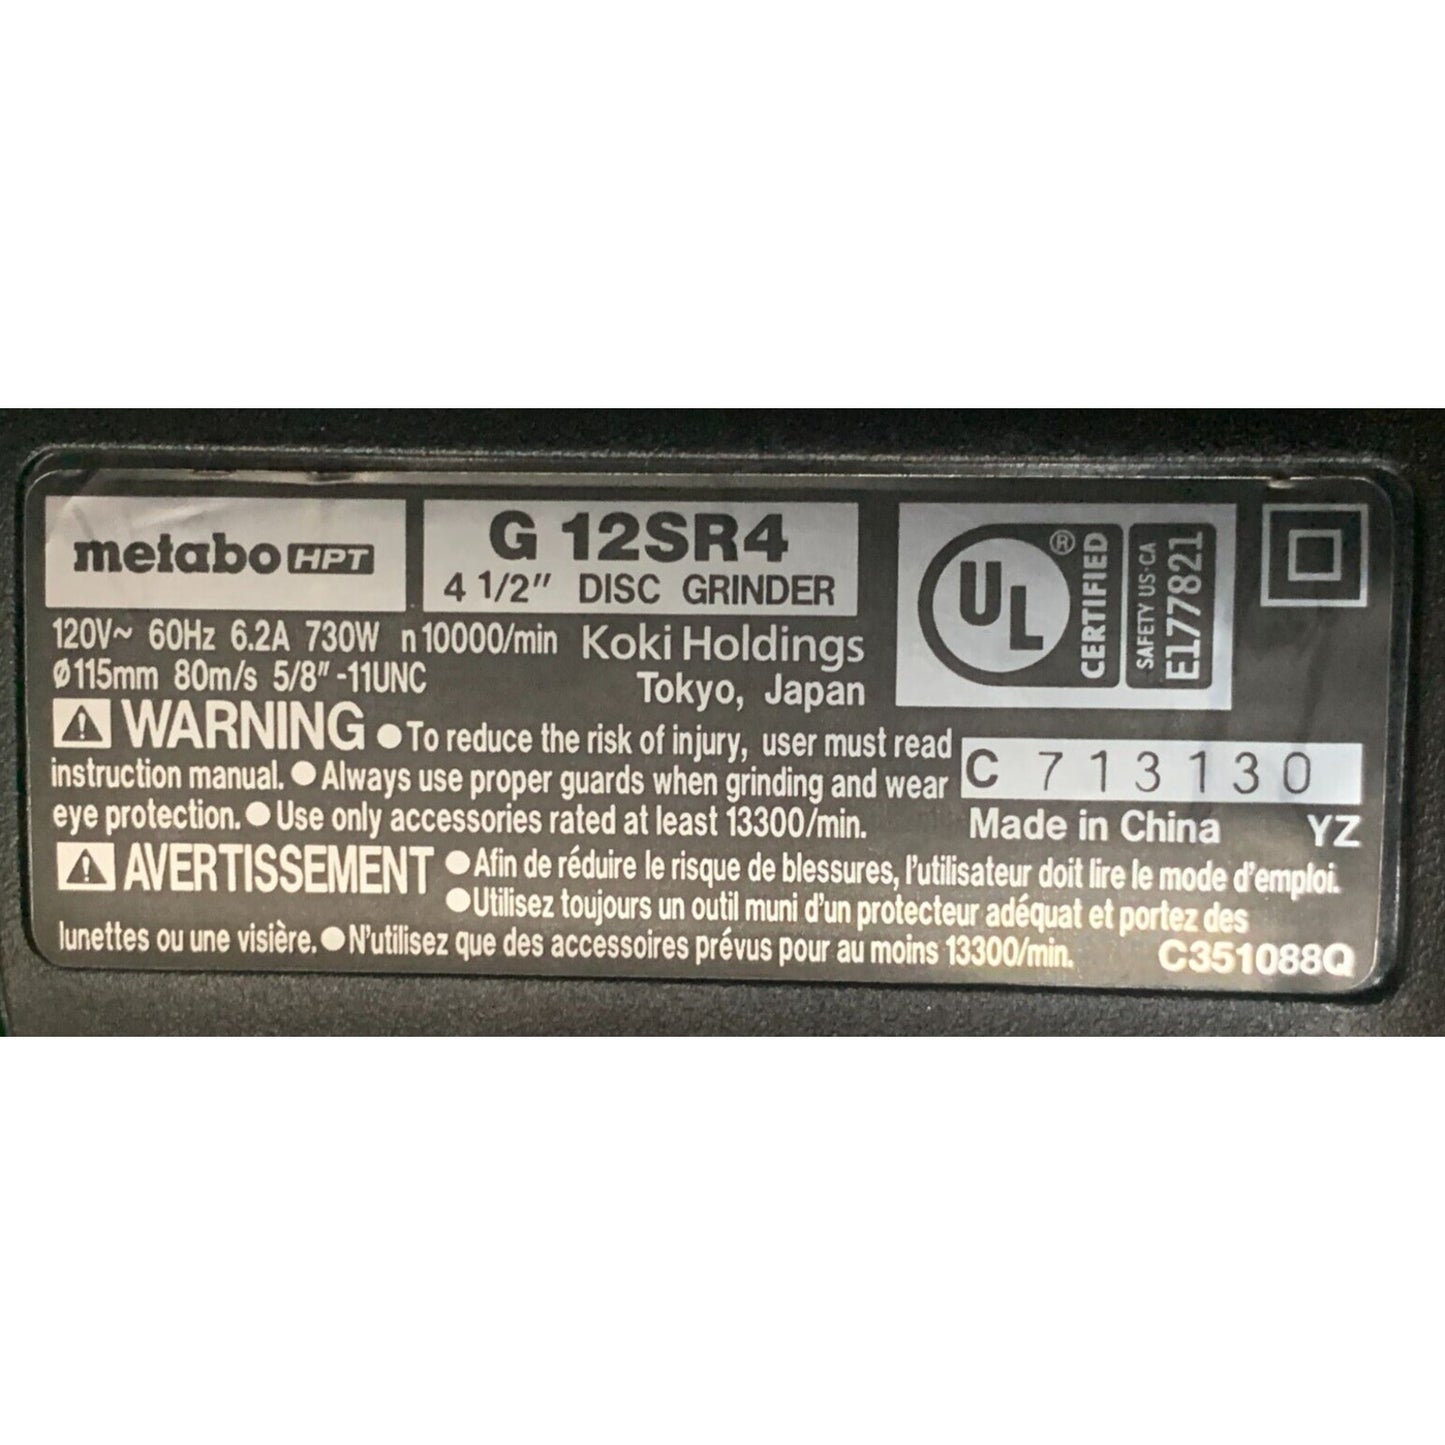 metabo HPT
G 12SR4
4 1/2" DISC GRINDER
120V~ 60Hz 6.2A 730W n 10000/min
Ø115mm 80m/s 5/8"-11UNC
Koki Holdings
Tokyo, Japan
UL®
CERTIFIED
SAFETY US·CA
E177821
⚠ WARNING ●To reduce the risk of injury, user must read
instruction manual. ●Always use proper guards when grinding and wear
eye protection. ●Use only accessories rated at least 13300/min.
C 713130
Made in China YZ
⚠ AVERTISSEMENT ●Afin de réduire le risque de blessures, l'utilisateur doit lire le mode d'emploi.
●Utilisez toujours un outil muni d'un protecteur adéquat et portez des
lunettes ou une visière. ●N'utilisez que des accessoires prévus pour au moins 13300/min.
C351088Q